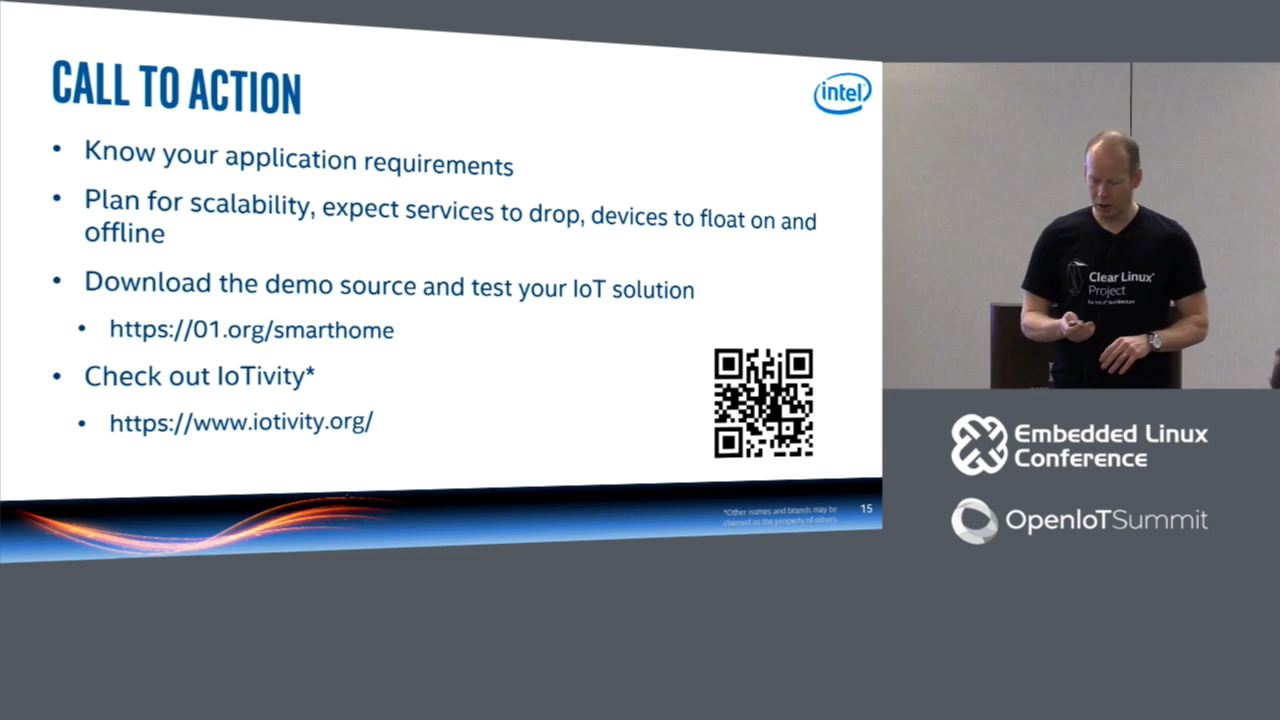 CALL TO ACTION
intel
• Know your application requirements
• Plan for scalability, expect services to drop, devices to float on and
offline
• Download the demo source and test your IoT solution
• https://01.org/smarthome
• Check out IoTivity*
• https://www.iotivity.org/
*Other names and brands may be
claimed as the property of others.
15
Clear Linux*
Project
for Intel® Architecture
Embedded Linux
Conference
OpenIoTSummit